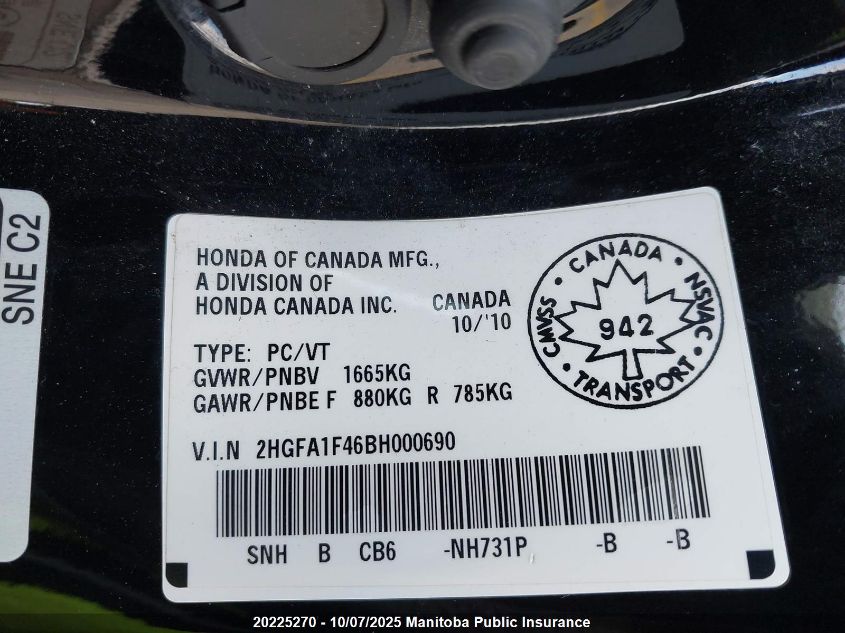 SNE C2
HONDA OF CANADA MFG.,
A DIVISION OF
HONDA CANADA INC. CANADA
10/'10
TYPE: PC/VT
GVWR/PNBV 1665KG
GAWR/PNBE F 880KG R 785KG
V.I.N 2HGFA1F46BH000690
SNH B CB6 -NH731P -B -B
CANADA • NSVAC • TRANSPORT • CMVSS •
942
20225270 - 10/07/2025 Manitoba Public Insurance